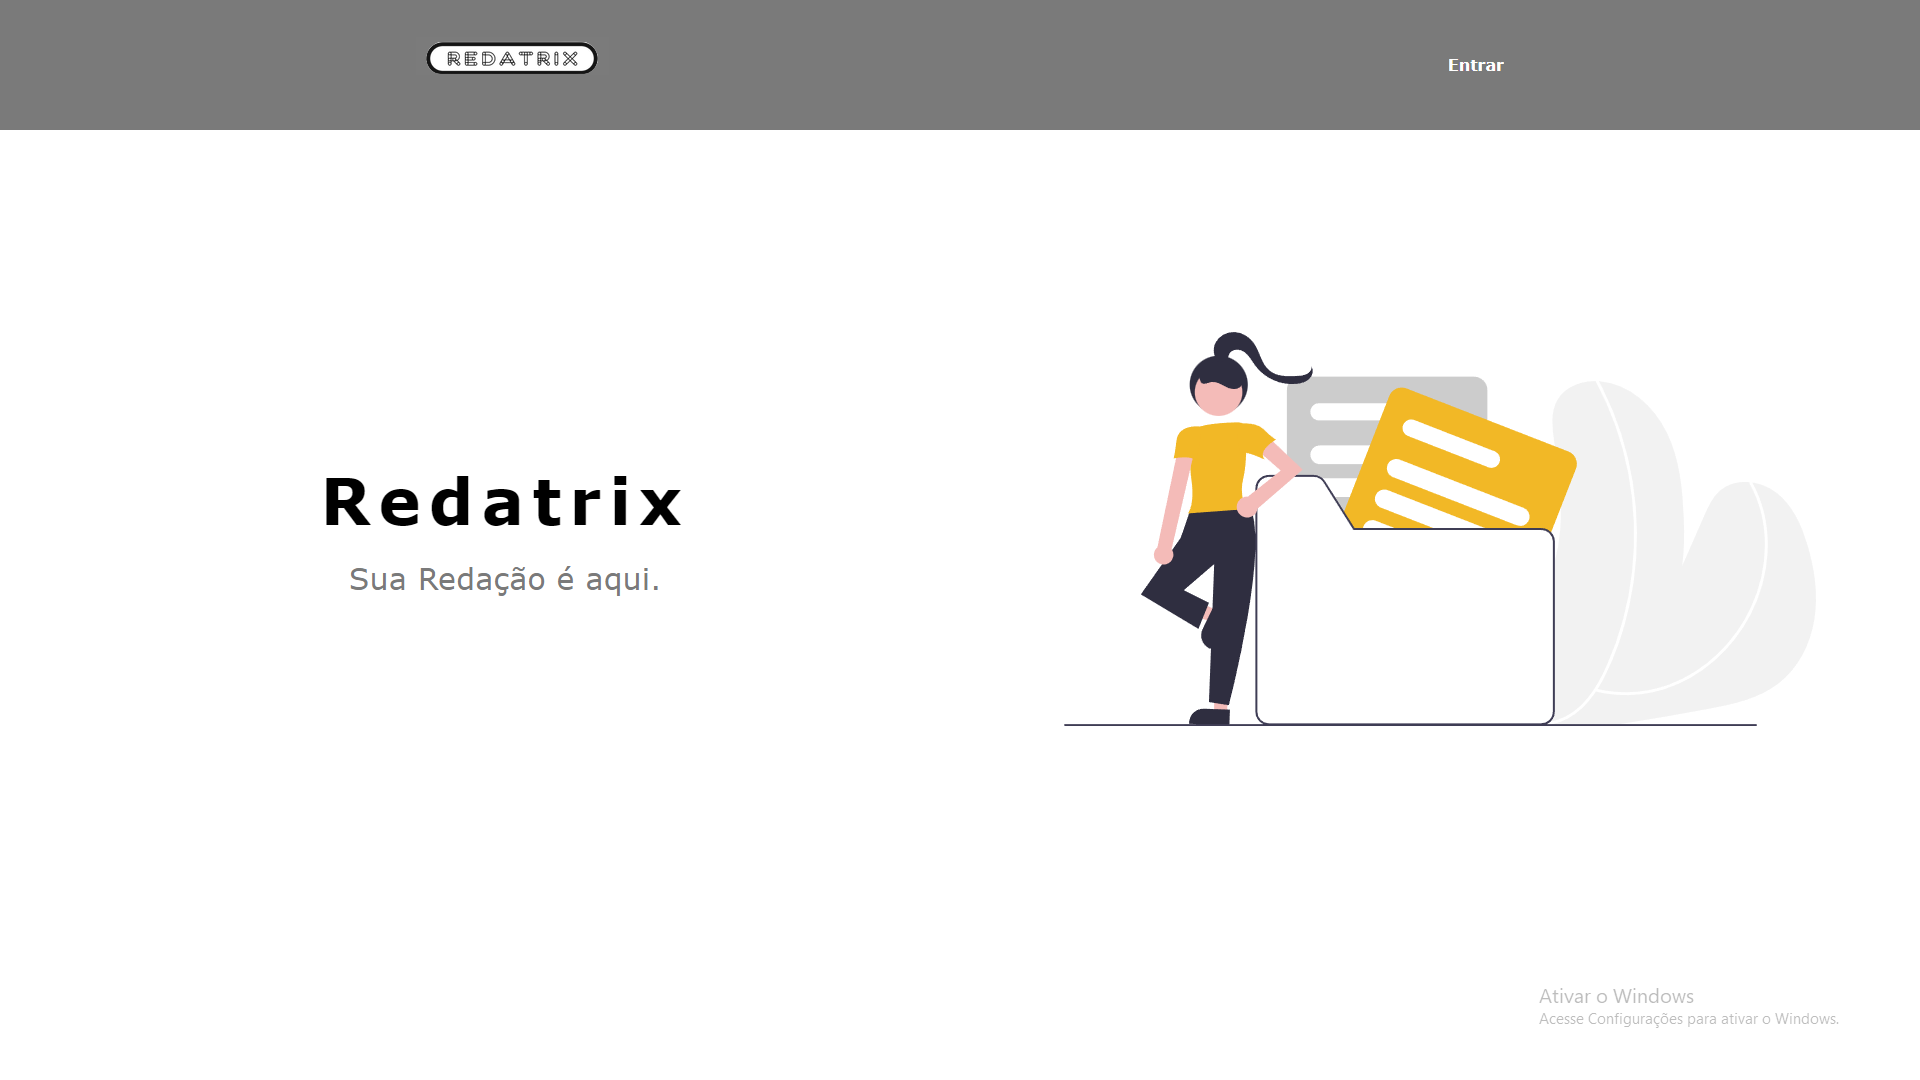 REDATRIX
Entrar
Redatrix
Sua Redação é aqui.
Ativar o Windows
Acesse Configurações para ativar o Windows.